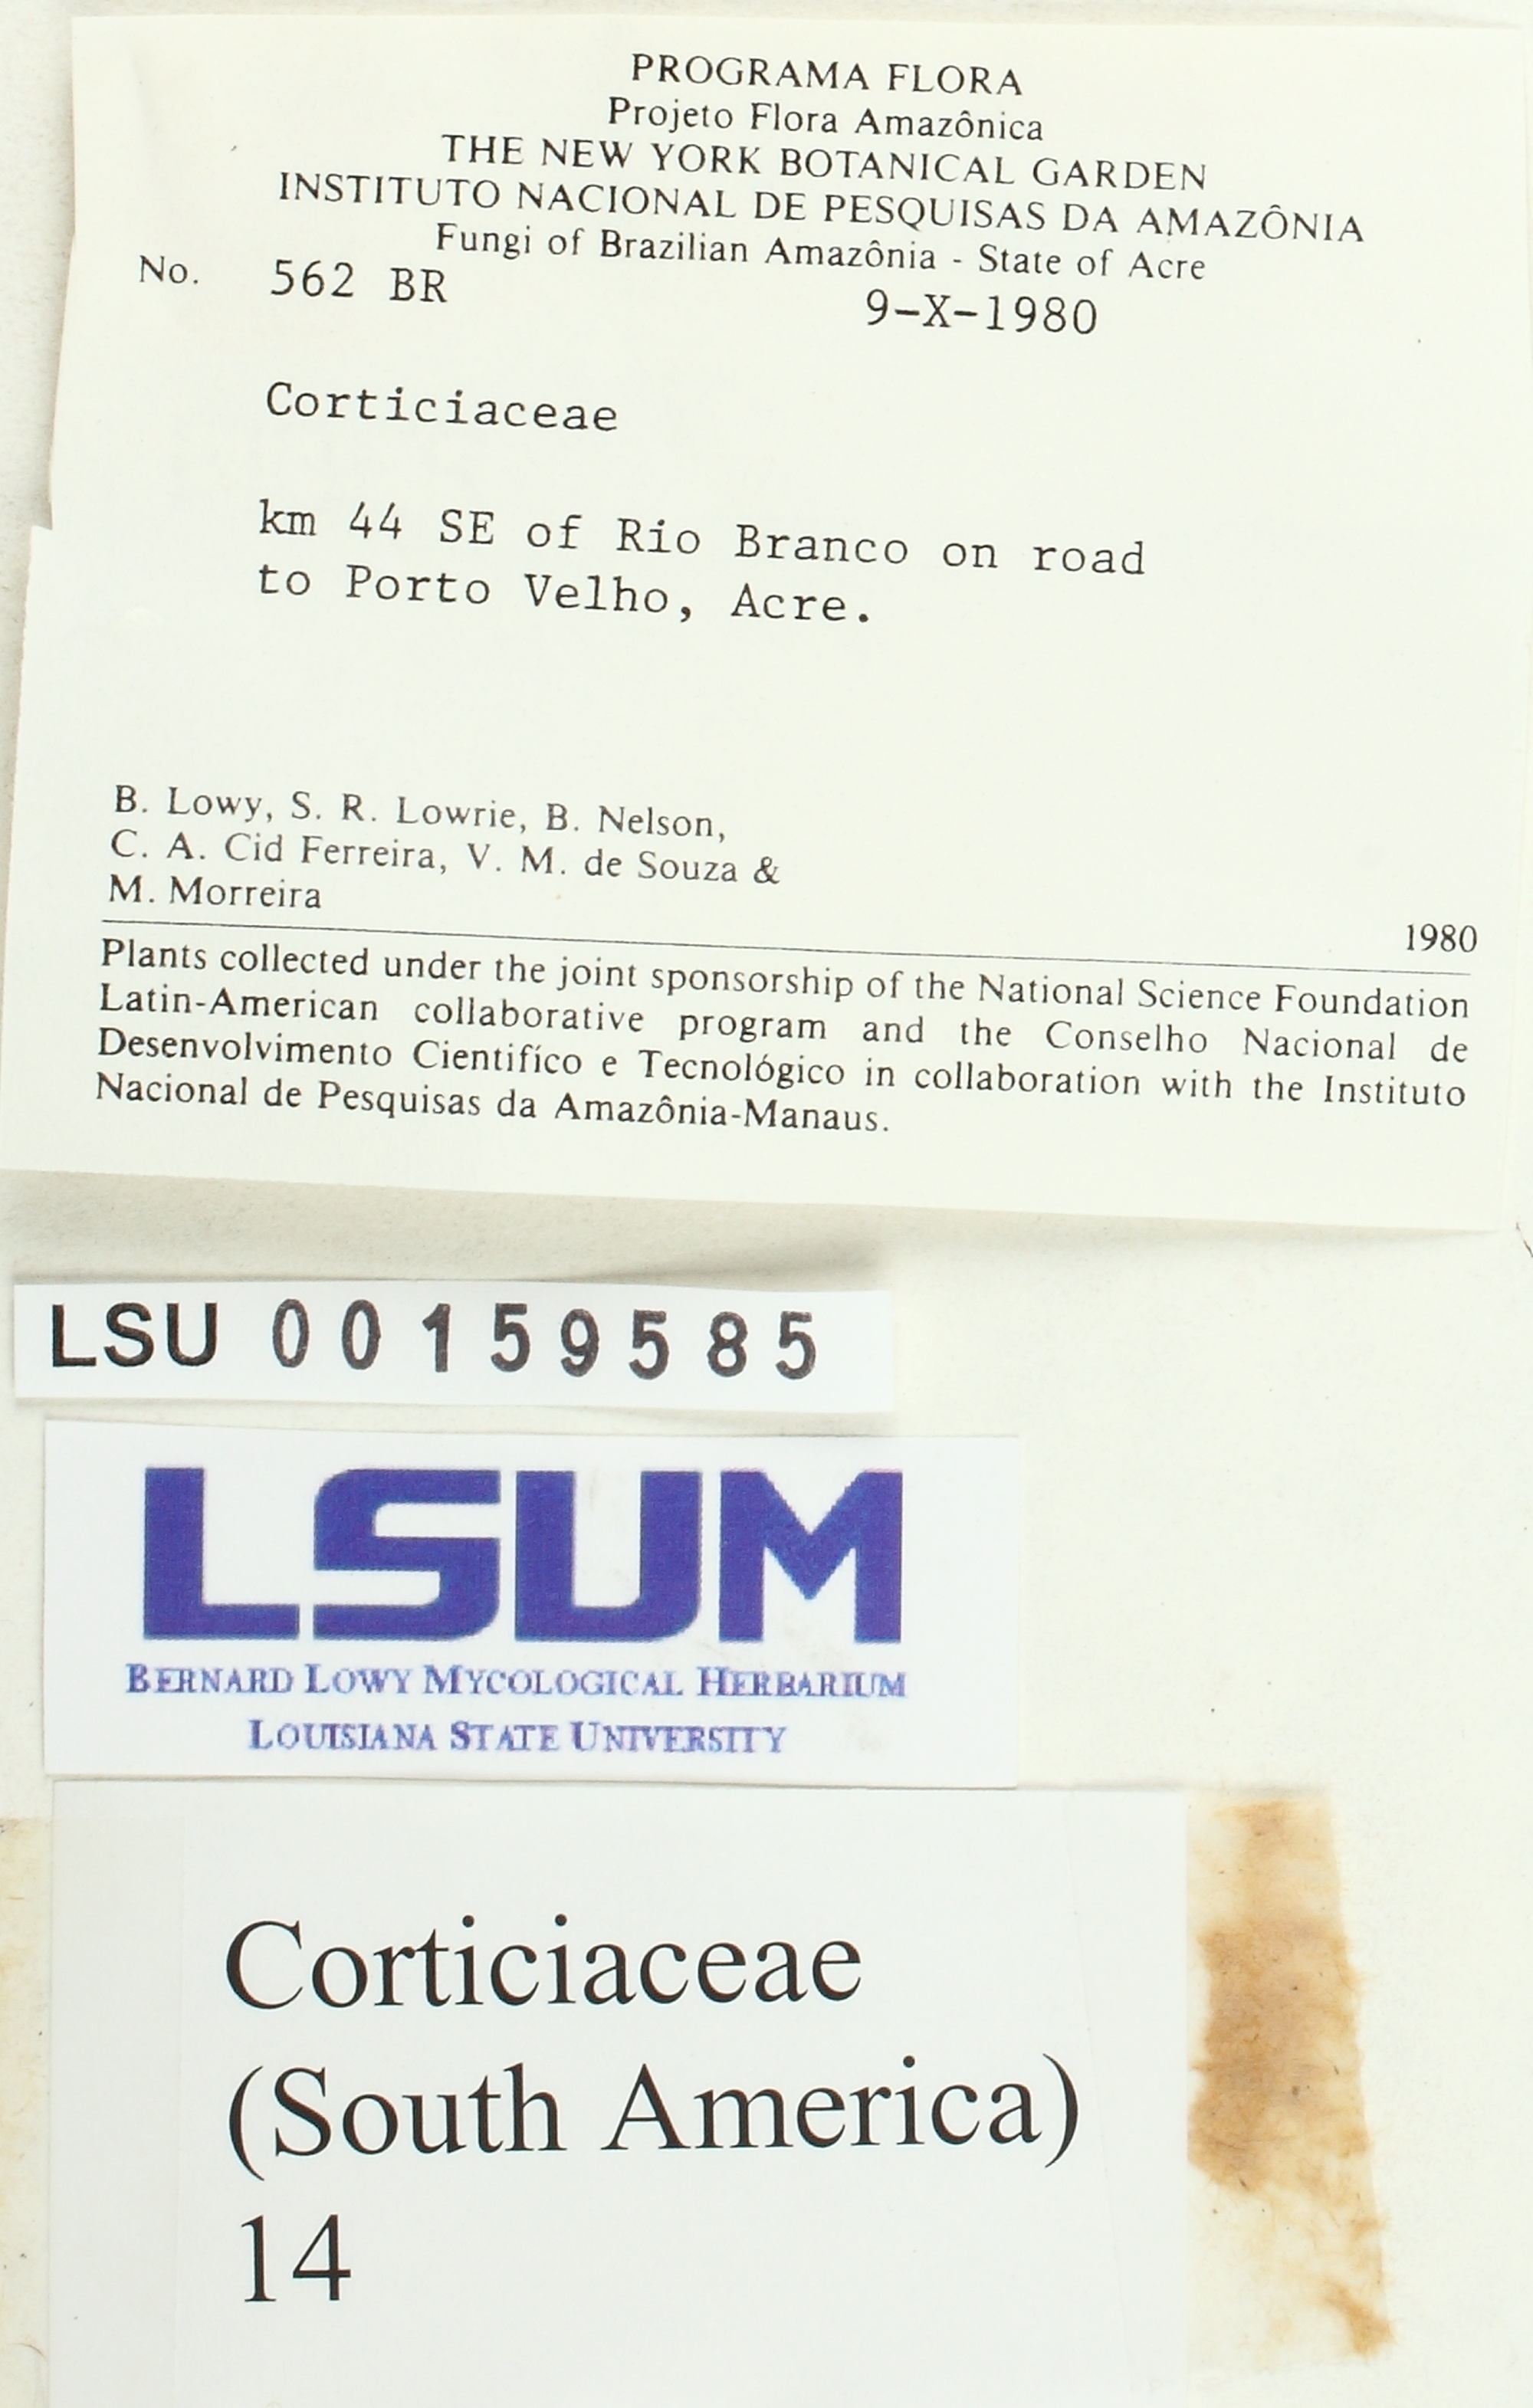 PROGRAMA FLORA
Projeto Flora Amazônica
THE NEW YORK BOTANICAL GARDEN
INSTITUTO NACIONAL DE PESQUISAS DA AMAZÔNIA
Fungi of Brazilian Amazônia - State of Acre
No. 562 BR 9-X-1980
Corticiaceae
km 44 SE of Rio Branco on road
to Porto Velho, Acre.
B. Lowy, S. R. Lowrie, B. Nelson,
C. A. Cid Ferreira, V. M. de Souza &
M. Morreira
1980
Plants collected under the joint sponsorship of the National Science Foundation
Latin-American collaborative program and the Conselho Nacional de
Desenvolvimento Cientifíco e Tecnológico in collaboration with the Instituto
Nacional de Pesquisas da Amazônia-Manaus.
LSU 00159585
LSUM
BERNARD LOWY MYCOLOGICAL HERBARIUM
LOUISIANA STATE UNIVERSITY
Corticiaceae
(South America)
14